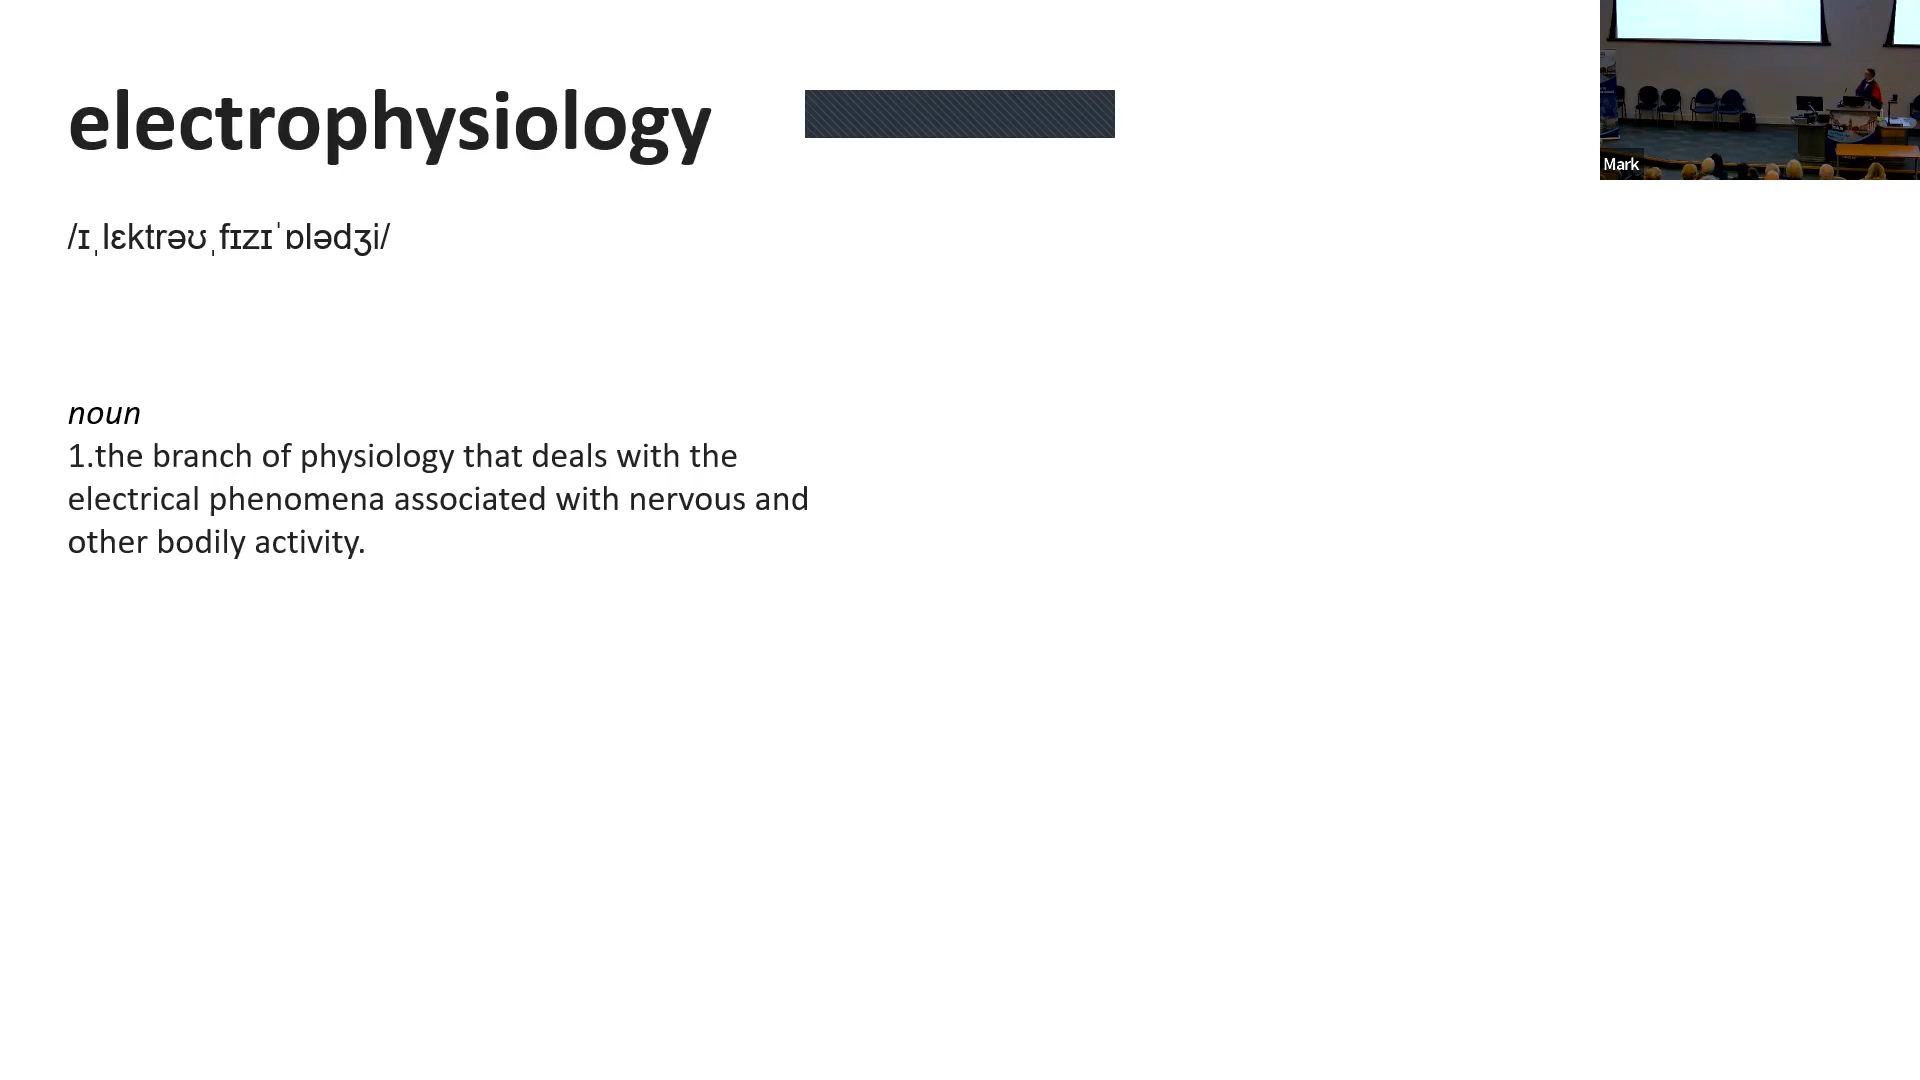 electrophysiology
/ɪˌlɛktrəʊˌfɪzɪˈɒlədʒi/
noun
1.the branch of physiology that deals with the
electrical phenomena associated with nervous and
other bodily activity.
Mark